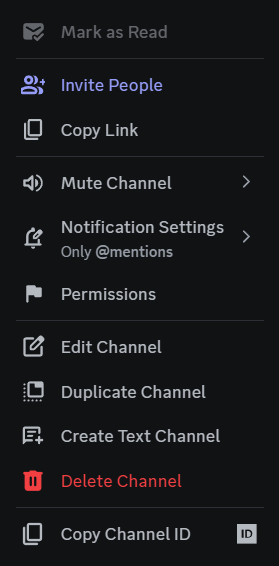 Mark as Read
Invite People
Copy Link
Mute Channel
Notification Settings
Only @mentions
Permissions
Edit Channel
Duplicate Channel
Create Text Channel
Delete Channel
Copy Channel ID ID